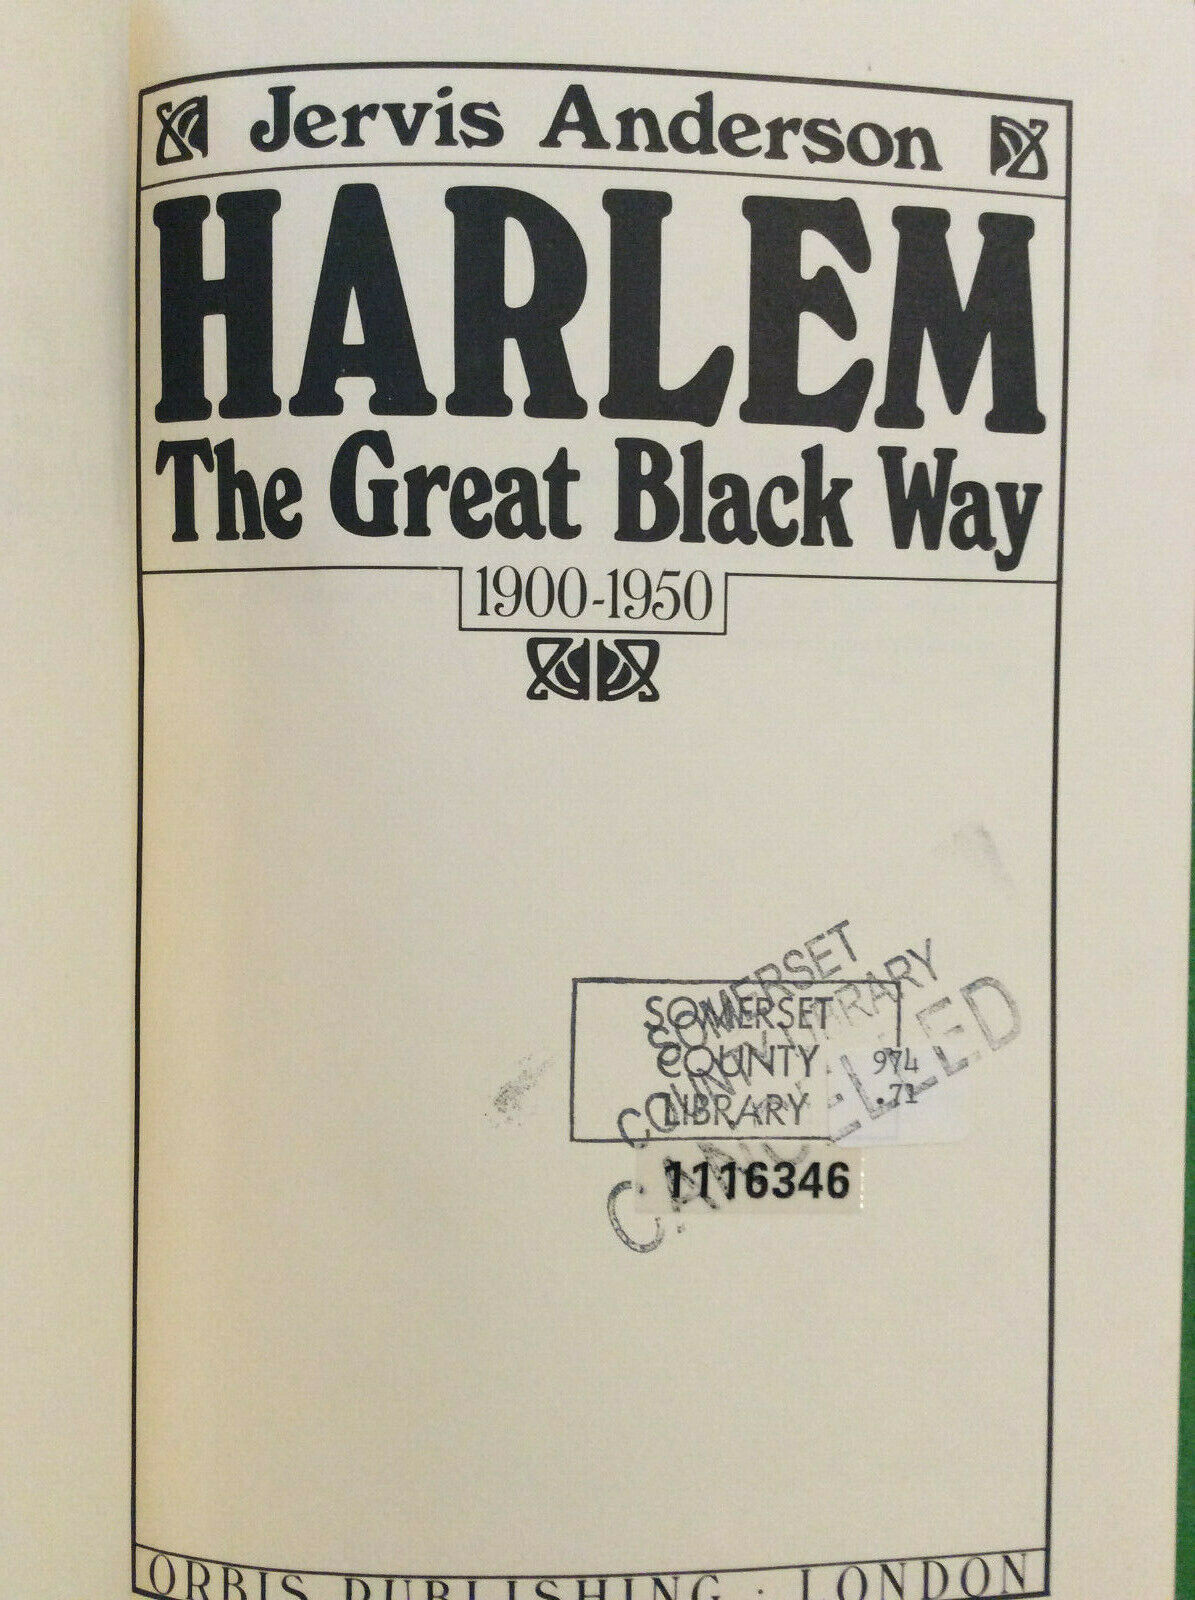 Jervis Anderson
HARLEM
The Great Black Way
1900-1950
SOMERSET
COUNTY LIBRARY
CANCELLED
SOMERSET
COUNTY
LIBRARY
974
.71
1116346
ORBIS PUBLISHING · LONDON